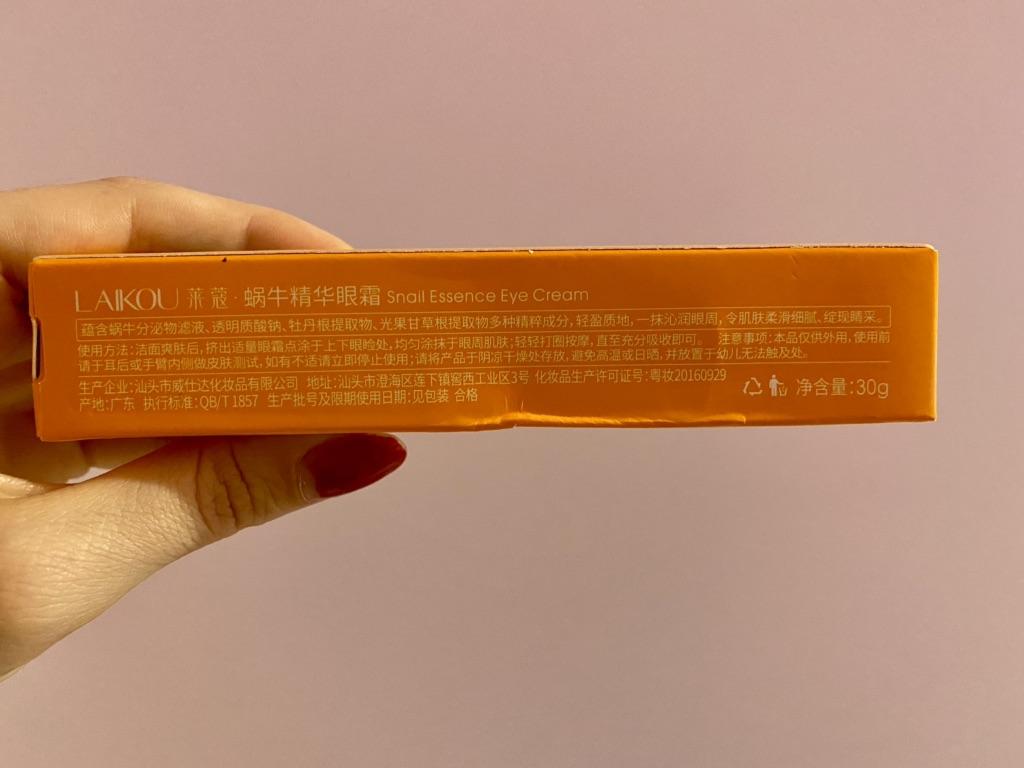 LAIKOU 莱蔻·蜗牛精华眼霜 Snail Essence Eye Cream
蕴含蜗牛分泌物滤液、透明质酸钠、牡丹根提取物、光果甘草根提取物多种精粹成分,轻盈质地,一抹沁润眼周,令肌肤柔滑细腻、绽现睛采。
使用方法:洁面爽肤后,挤出适量眼霜点涂于上下眼睑处,均匀涂抹于眼周肌肤;轻轻打圈按摩,直至充分吸收即可。 注意事项:本品仅供外用,使用前
请于耳后或手臂内侧做皮肤测试,如有不适请立即停止使用;请将产品于阴凉干燥处存放,避免高温或日晒,并放置于幼儿无法触及处。
生产企业:汕头市威仕达化妆品有限公司 地址:汕头市澄海区莲下镇窖西工业区3号 化妆品生产许可证号:粤妆20160929
产地:广东 执行标准:QB/T 1857 生产批号及限期使用日期:见包装 合格
净含量:30g